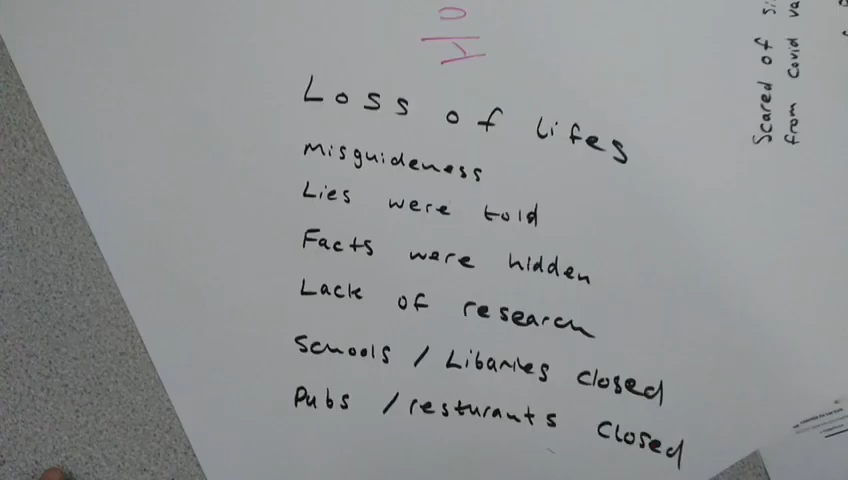 Loss of lifes
Misguideness
Lies were told
Facts were hidden
Lack of research
Schools / Libaries closed
Pubs / resturants closed
Scared of
from Covid